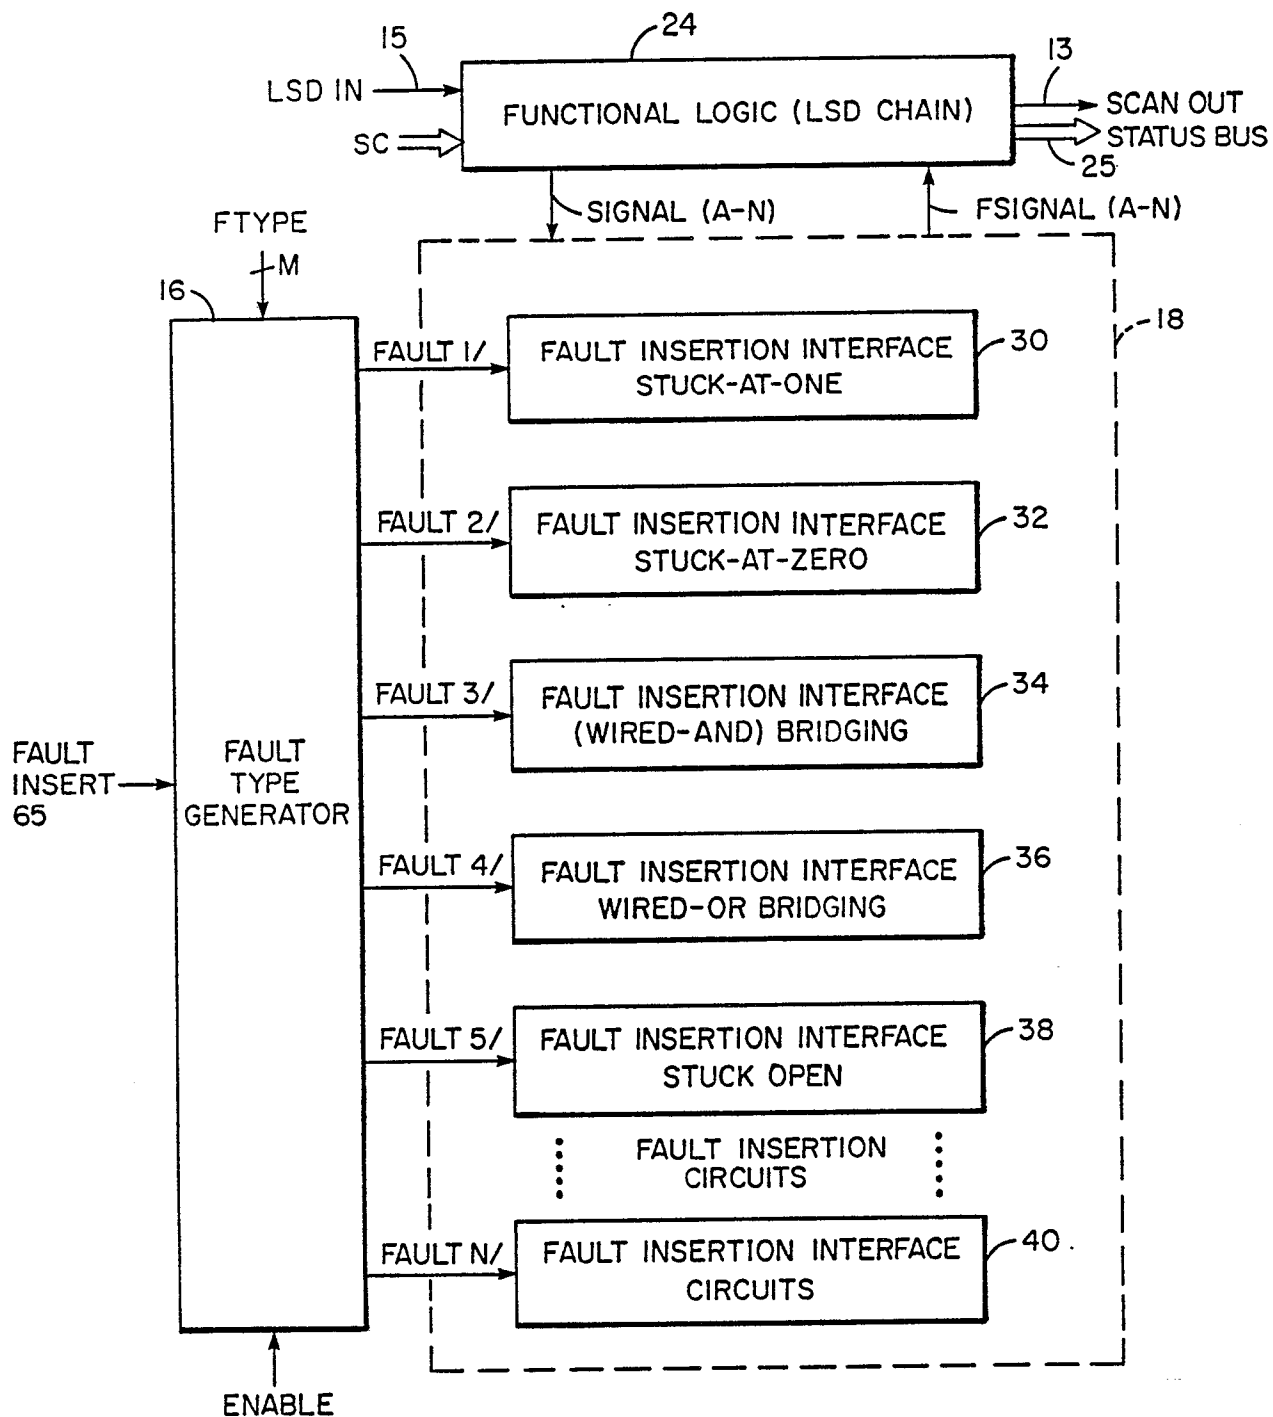 24
15
LSD IN
SC
FUNCTIONAL LOGIC (LSD CHAIN)
13
SCAN OUT
STATUS BUS
25
SIGNAL (A-N)
FSIGNAL (A-N)
FTYPE
M
16
18
FAULT 1/
FAULT INSERTION INTERFACE
STUCK-AT-ONE
30
FAULT 2/
FAULT INSERTION INTERFACE
STUCK-AT-ZERO
32
FAULT 3/
FAULT INSERTION INTERFACE
(WIRED-AND) BRIDGING
34
FAULT
INSERT
65
FAULT
TYPE
GENERATOR
FAULT 4/
FAULT INSERTION INTERFACE
WIRED-OR BRIDGING
36
FAULT 5/
FAULT INSERTION INTERFACE
STUCK OPEN
38
FAULT INSERTION
CIRCUITS
FAULT N/
FAULT INSERTION INTERFACE
CIRCUITS
40
ENABLE